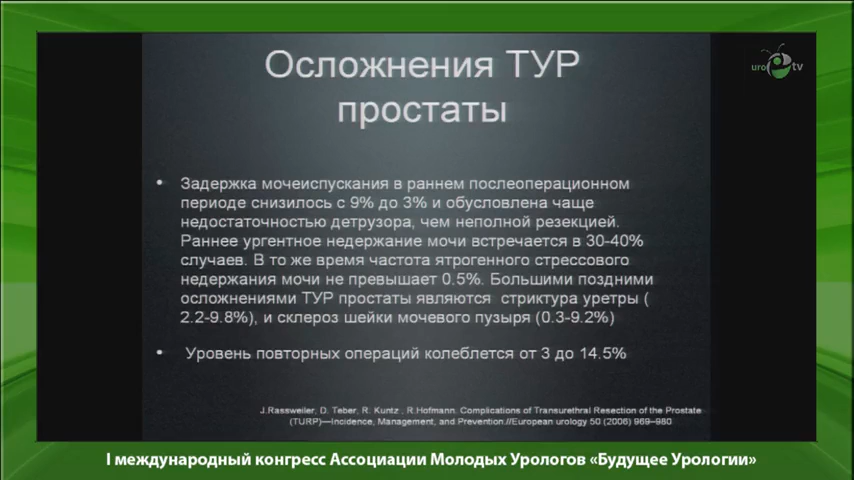 Осложнения ТУР
простаты
uro tv
• Задержка мочеиспускания в раннем послеоперационном
периоде снизилось с 9% до 3% и обусловлена чаще
недостаточностью детрузора, чем неполной резекцией.
Раннее ургентное недержание мочи встречается в 30-40%
случаев. В то же время частота ятрогенного стрессового
недержания мочи не превышает 0.5%. Большими поздними
осложнениями ТУР простаты являются стриктура уретры (
2.2-9.8%), и склероз шейки мочевого пузыря (0.3-9.2%)
• Уровень повторных операций колеблется от 3 до 14.5%
J.Rassweiler, D. Teber, R. Kuntz , R.Hofmann. Complications of Transurethral Resection of the Prostate
(TURP)—Incidence, Management, and Prevention.//European urology 50 (2006) 969–980
I международный конгресс Ассоциации Молодых Урологов «Будущее Урологии»